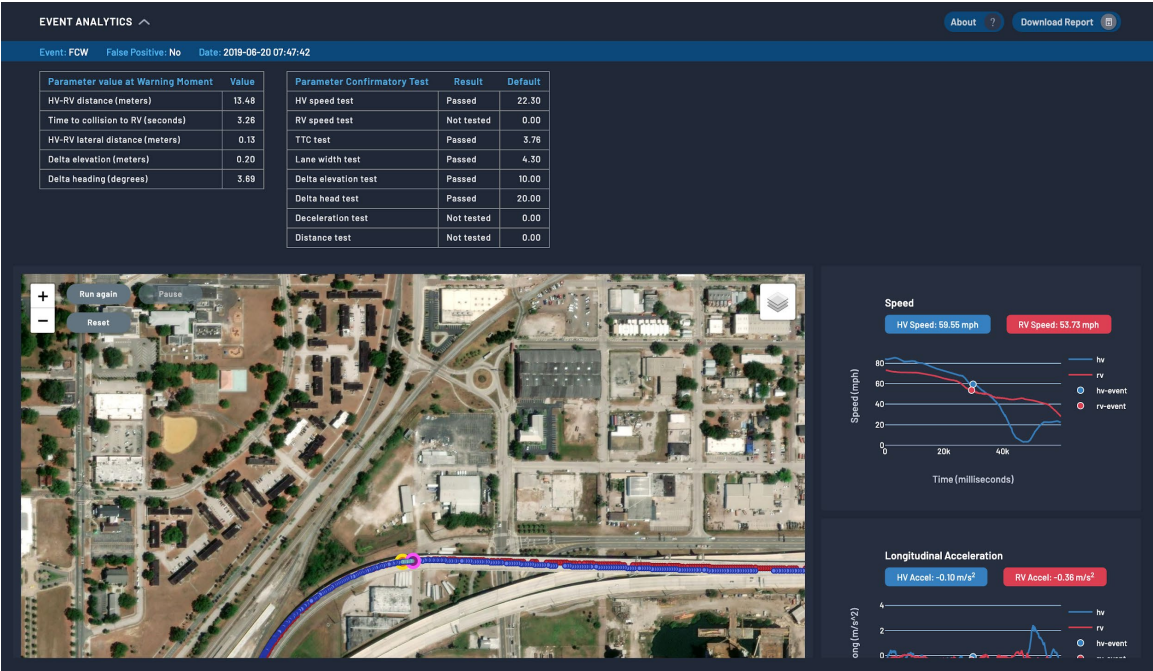 EVENT ANALYTICS
About ?
Download Report
Event: FCW False Positive: No Date: 2019-06-20 07:47:42
Parameter value at Warning Moment Value
HV-RV distance (meters) 13.48
Time to collision to RV (seconds) 3.26
HV-RV lateral distance (meters) 0.13
Delta elevation (meters) 0.20
Delta heading (degrees) 3.69
Parameter Confirmatory Test Result Default
HV speed test Passed 22.30
RV speed test Not tested 0.00
TTC test Passed 3.76
Lane width test Passed 4.30
Delta elevation test Passed 10.00
Delta head test Passed 20.00
Deceleration test Not tested 0.00
Distance test Not tested 0.00
+
−
Run again Pause
Reset
Speed
HV Speed: 59.55 mph RV Speed: 53.73 mph
Speed (mph)
80
60
40
20
0
0 20k 40k
Time (milliseconds)
hv
rv
hv-event
rv-event
Longitudinal Acceleration
HV Accel: -0.10 m/s² RV Accel: -0.36 m/s²
4
2
0
hv
rv
hv-event